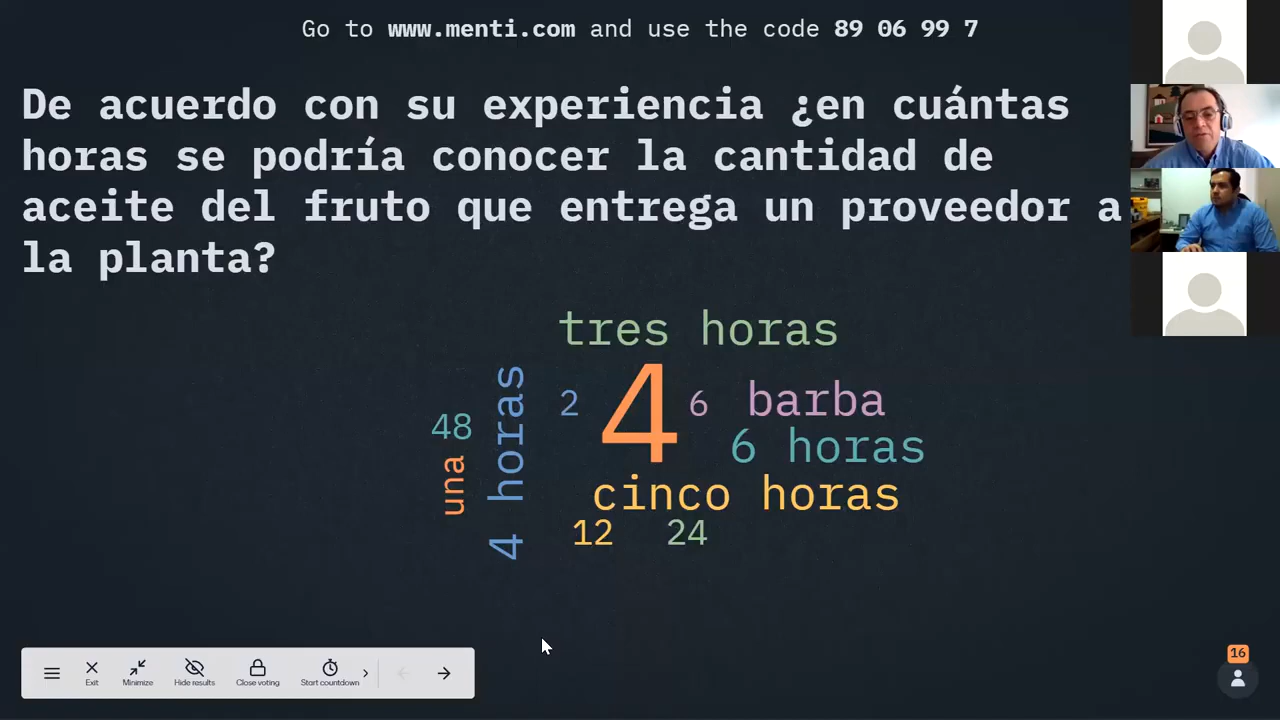 Go to www.menti.com and use the code 89 06 99 7
De acuerdo con su experiencia ¿en cuántas
horas se podría conocer la cantidad de
aceite del fruto que entrega un proveedor a
la planta?
tres horas
4 horas
2
4
6
barba
48
6 horas
una
cinco horas
12
24
Exit
Minimize
Hide results
Close voting
Start countdown
16